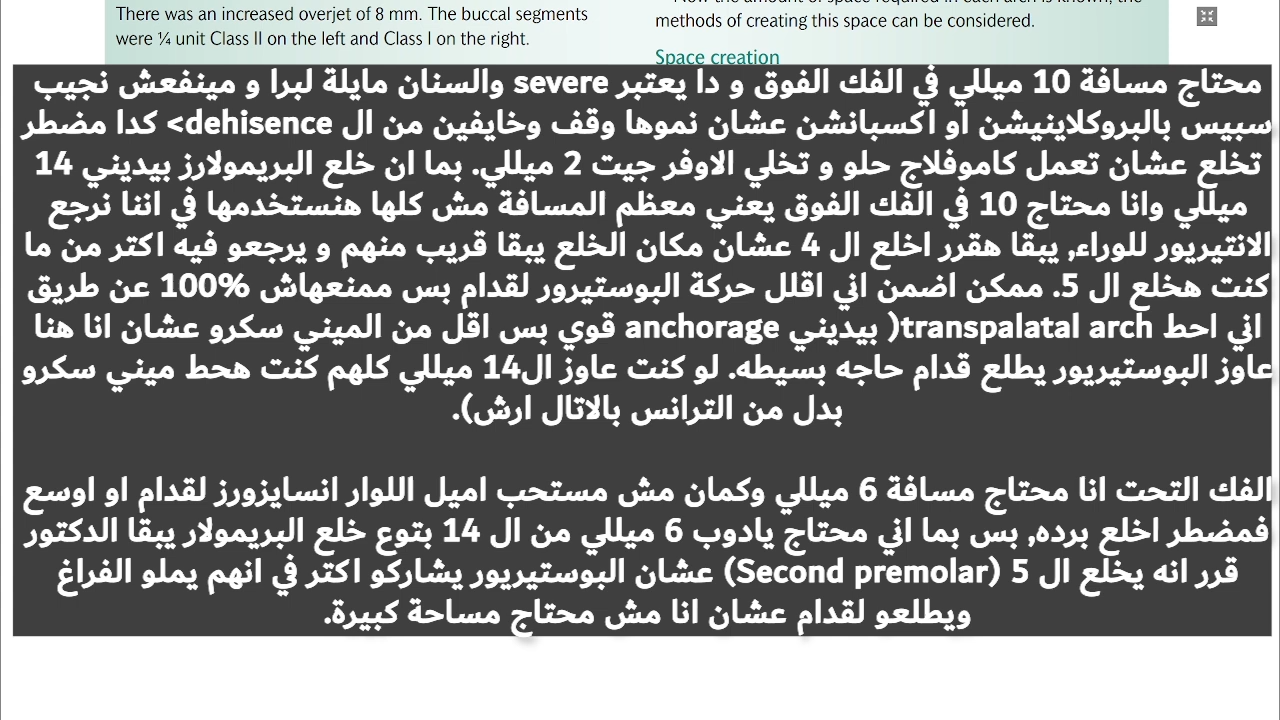 There was an increased overjet of 8 mm. The buccal segments
were ¼ unit Class II on the left and Class I on the right.
methods of creating this space can be considered.
Space creation
محتاج مسافة 10 ميللي في الفك الفوق و دا يعتبر severe والسنان مايلة لبرا و مينفعش نجيب
سبيس بالبروكلاينيشن او اكسبانشن عشان نموها وقف وخايفين من ال dehisence> كدا مضطر
تخلع عشان تعمل كاموفلاج حلو و تخلي الاوفر جيت 2 ميللي. بما ان خلع البريمولارز بيديني 14
ميللي وانا محتاج 10 في الفك الفوق يعني معظم المسافة مش كلها هنستخدمها في اننا نرجع
الانتيريور للوراء, يبقا هقرر اخلع ال 4 عشان مكان الخلع يبقا قريب منهم و يرجعو فيه اكتر من ما
كنت هخلع ال 5. ممكن اضمن اني اقلل حركة البوستيرور لقدام بس ممنعهاش 100% عن طريق
اني احط transpalatal arch( بيديني anchorage قوي بس اقل من الميني سكرو عشان انا هنا
عاوز البوستيريور يطلع قدام حاجه بسيطه. لو كنت عاوز ال14 ميللي كلهم كنت هحط ميني سكرو
بدل من الترانس بالاتال ارش).
الفك التحت انا محتاج مسافة 6 ميللي وكمان مش مستحب اميل اللوار انسايزورز لقدام او اوسع
فمضطر اخلع برده, بس بما اني محتاج يادوب 6 ميللي من ال 14 بتوع خلع البريمولار يبقا الدكتور
قرر انه يخلع ال 5 (Second premolar) عشان البوستيريور يشاركو اكتر في انهم يملو الفراغ
ويطلعو لقدام عشان انا مش محتاج مساحة كبيرة.